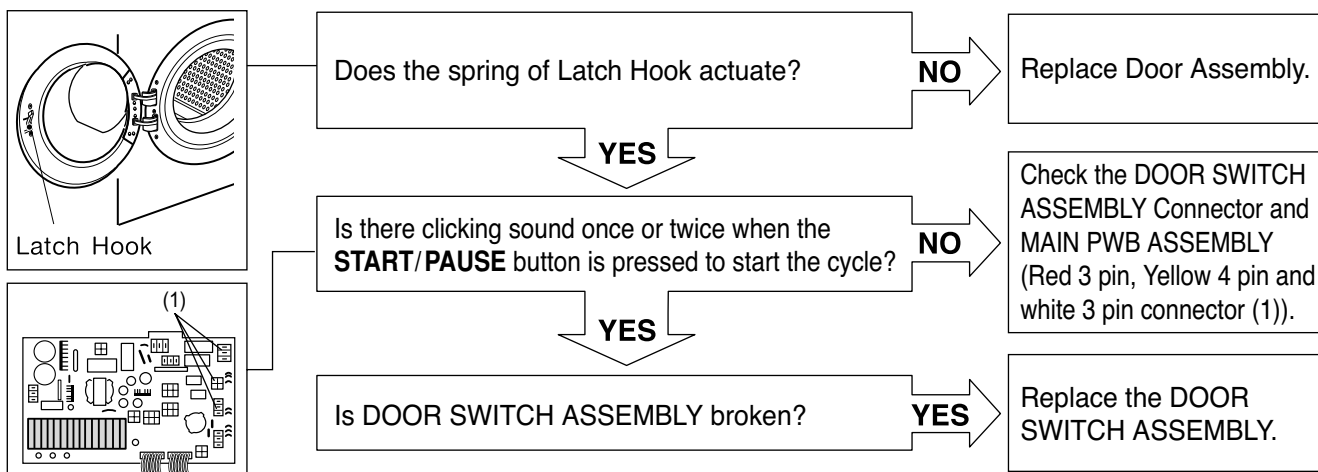 Latch Hook
Does the spring of Latch Hook actuate?
NO
Replace Door Assembly.
YES
Is there clicking sound once or twice when the
START/PAUSE button is pressed to start the cycle?
NO
Check the DOOR SWITCH
ASSEMBLY Connector and
MAIN PWB ASSEMBLY
(Red 3 pin, Yellow 4 pin and
white 3 pin connector (1)).
(1)
YES
Is DOOR SWITCH ASSEMBLY broken?
YES
Replace the DOOR
SWITCH ASSEMBLY.